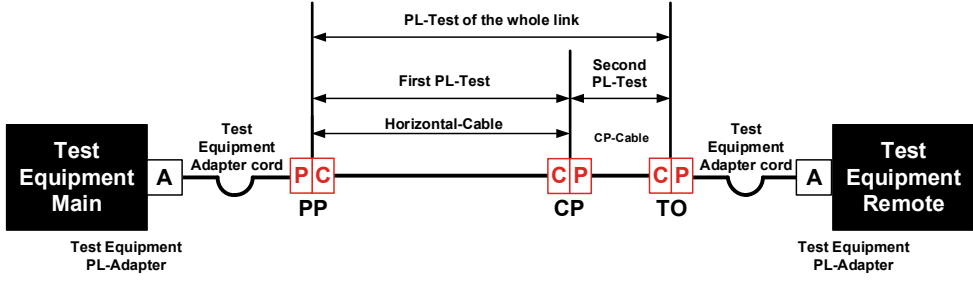 PL-Test of the whole link
First PL-Test
Second
PL-Test
Horizontal-Cable
CP-Cable
Test
Equipment
Main
A
Test
Equipment
Adapter cord
P C
PP
C P
CP
C P
TO
Test
Equipment
Adapter cord
A
Test
Equipment
Remote
Test Equipment
PL-Adapter
Test Equipment
PL-Adapter